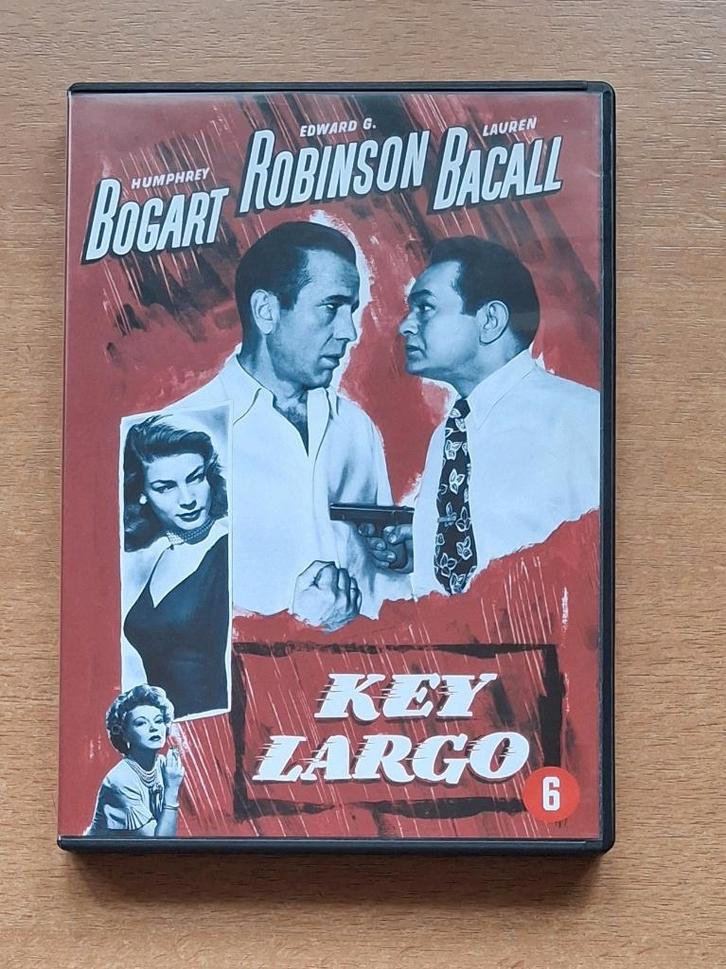 HUMPHREY
BOGART
EDWARD G.
ROBINSON
LAUREN
BACALL
KEY
LARGO
6